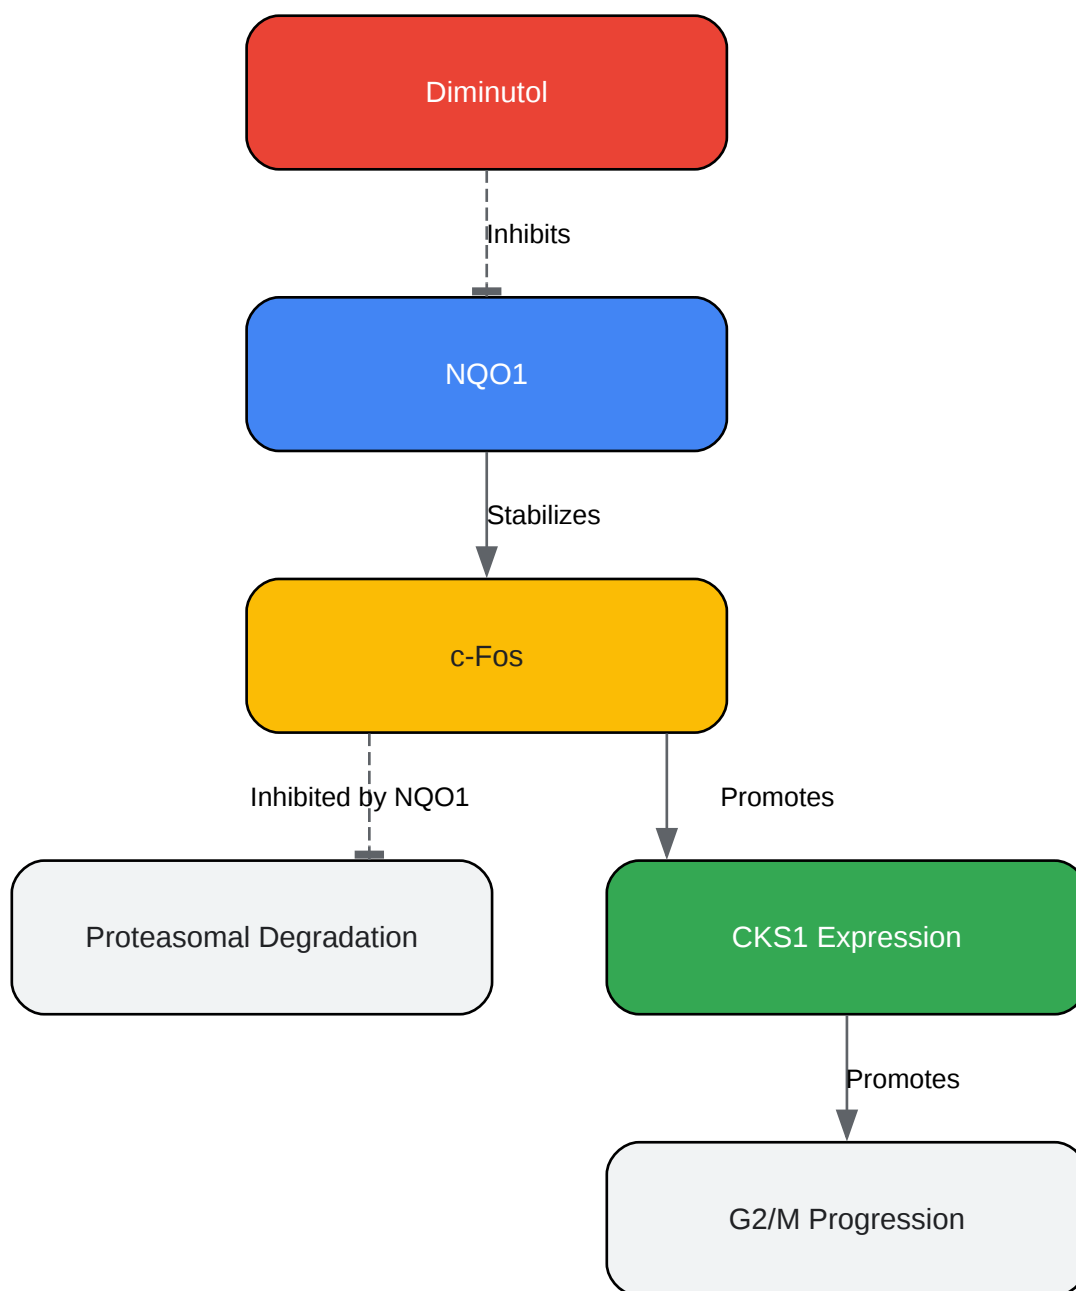 Diminutol
Inhibits
NQO1
Stabilizes
c-Fos
Inhibited by NQO1
Promotes
Proteasomal Degradation
CKS1 Expression
Promotes
G2/M Progression